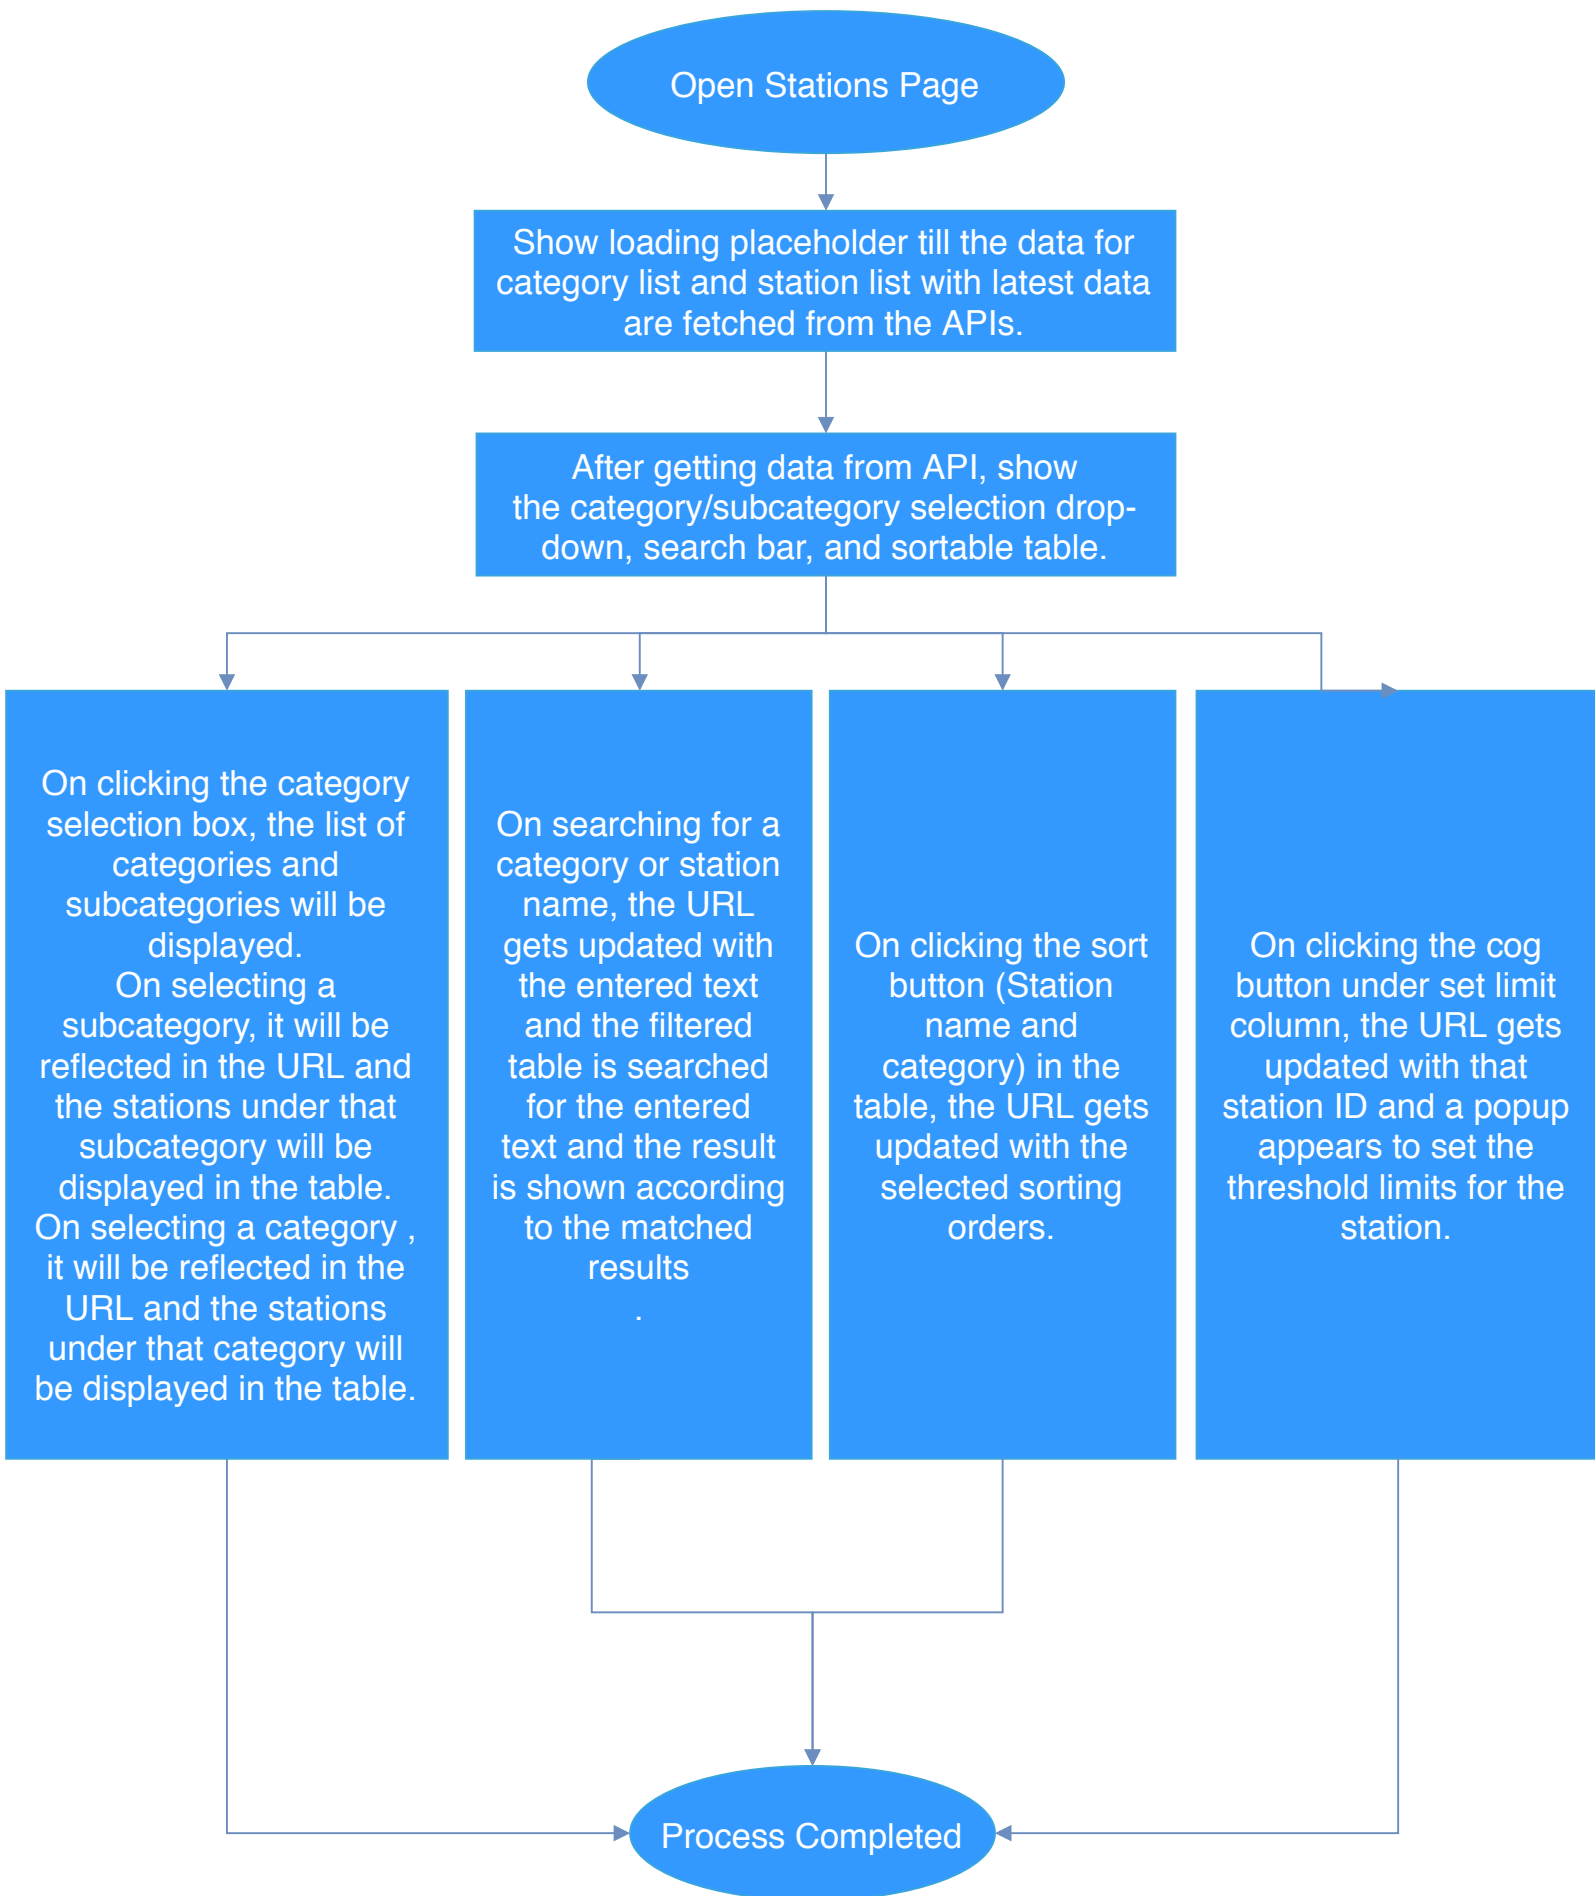 Open Stations Page
Show loading placeholder till the data for
category list and station list with latest data
are fetched from the APIs.
After getting data from API, show
the category/subcategory selection drop-
down, search bar, and sortable table.
On clicking the category
selection box, the list of
categories and
subcategories will be
displayed.
On selecting a
subcategory, it will be
reflected in the URL and
the stations under that
subcategory will be
displayed in the table.
On selecting a category ,
it will be reflected in the
URL and the stations
under that category will
be displayed in the table.
On searching for a
category or station
name, the URL
gets updated with
the entered text
and the filtered
table is searched
for the entered
text and the result
is shown according
to the matched
results
.
On clicking the sort
button (Station
name and
category) in the
table, the URL gets
updated with the
selected sorting
orders.
On clicking the cog
button under set limit
column, the URL gets
updated with that
station ID and a popup
appears to set the
threshold limits for the
station.
Process Completed